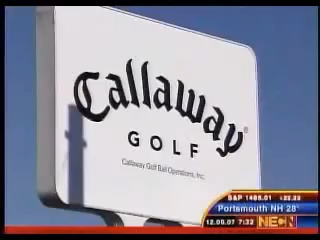 Callaway®
GOLF
Callaway Golf Ball Operations, Inc.
S&P 1485.01 +22.22
Portsmouth NH 28°
12.06.07 7:32 NECN